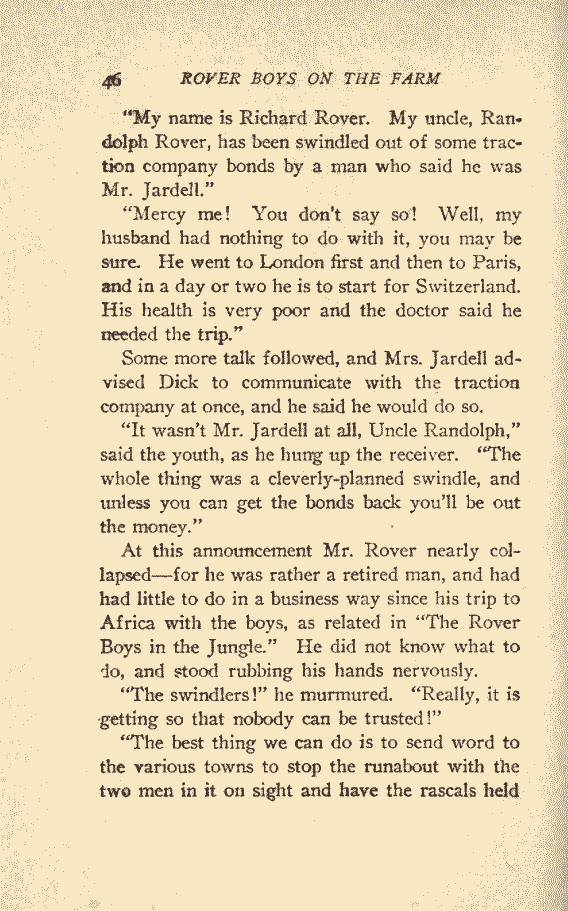 46 ROVER BOYS ON THE FARM
"My name is Richard Rover. My uncle, Ran-
dolph Rover, has been swindled out of some trac-
tion company bonds by a man who said he was
Mr. Jardell."
"Mercy me! You don't say so! Well, my
husband had nothing to do with it, you may be
sure. He went to London first and then to Paris,
and in a day or two he is to start for Switzerland.
His health is very poor and the doctor said he
needed the trip."
Some more talk followed, and Mrs. Jardell ad-
vised Dick to communicate with the traction
company at once, and he said he would do so.
"It wasn't Mr. Jardell at all, Uncle Randolph,"
said the youth, as he hung up the receiver. "The
whole thing was a cleverly-planned swindle, and
unless you can get the bonds back you'll be out
the money."
At this announcement Mr. Rover nearly col-
lapsed—for he was rather a retired man, and had
had little to do in a business way since his trip to
Africa with the boys, as related in "The Rover
Boys in the Jungle." He did not know what to
do, and stood rubbing his hands nervously.
"The swindlers!" he murmured. "Really, it is
getting so that nobody can be trusted!"
"The best thing we can do is to send word to
the various towns to stop the runabout with the
two men in it on sight and have the rascals held